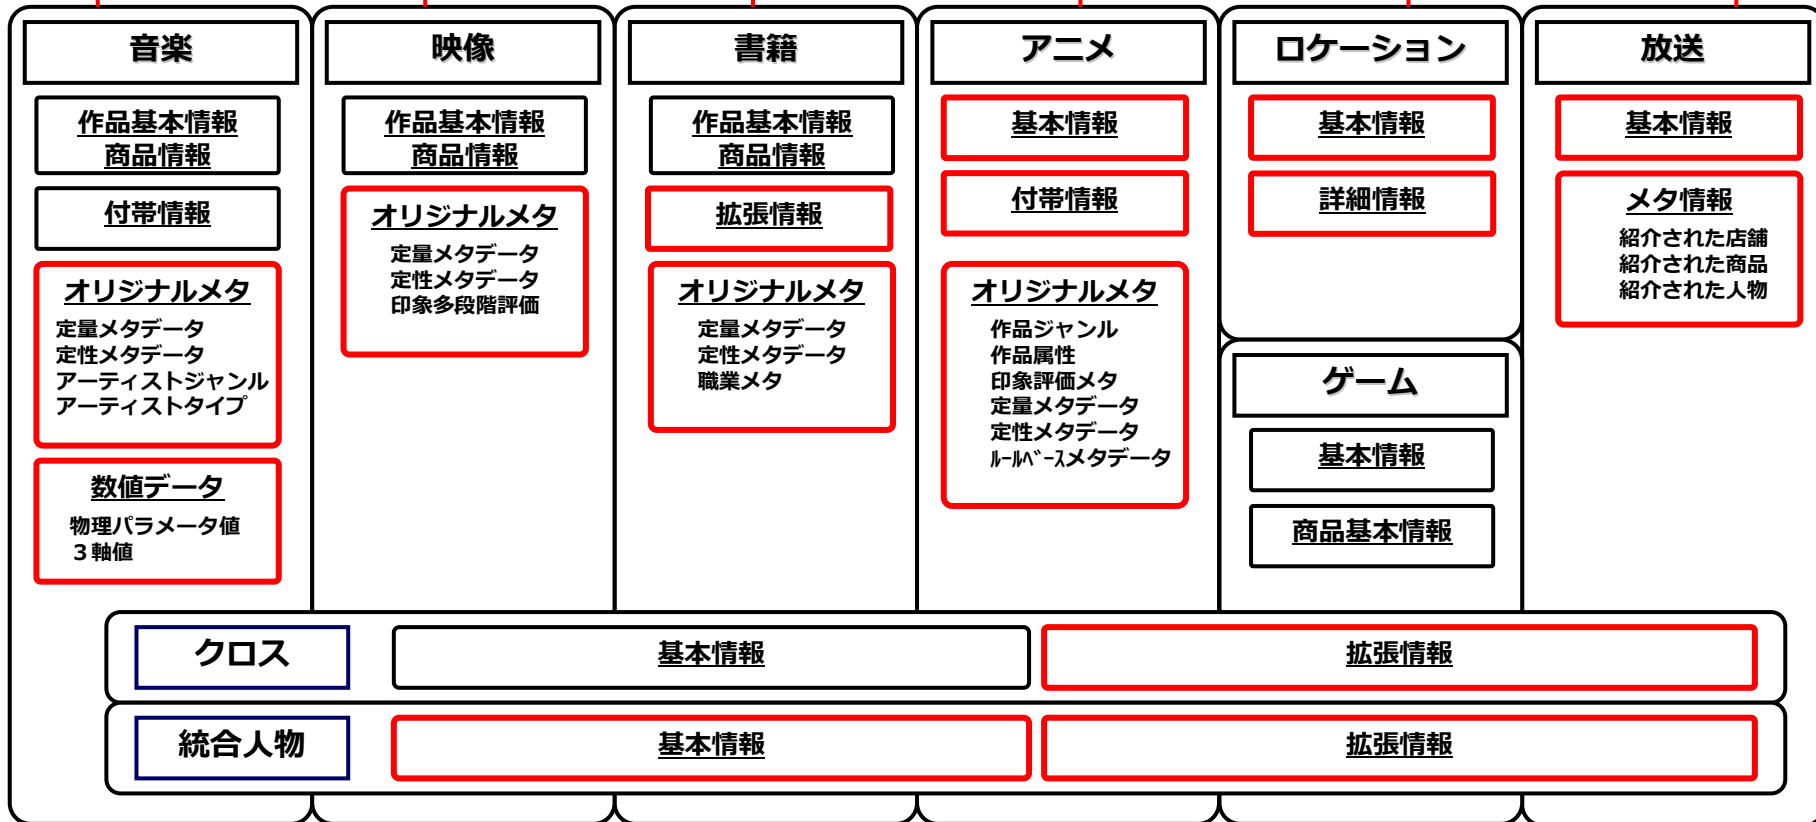 音楽
作品基本情報
商品情報
付帯情報
オリジナルメタ
定量メタデータ
定性メタデータ
アーティストジャンル
アーティストタイプ
数値データ
物理パラメータ値
３軸値
映像
作品基本情報
商品情報
オリジナルメタ
定量メタデータ
定性メタデータ
印象多段階評価
書籍
作品基本情報
商品情報
拡張情報
オリジナルメタ
定量メタデータ
定性メタデータ
職業メタ
アニメ
基本情報
付帯情報
オリジナルメタ
作品ジャンル
作品属性
印象評価メタ
定量メタデータ
定性メタデータ
ﾙｰﾙﾍﾞｰｽメタデータ
ロケーション
基本情報
詳細情報
ゲーム
基本情報
商品基本情報
放送
基本情報
メタ情報
紹介された店舗
紹介された商品
紹介された人物
クロス
基本情報
拡張情報
統合人物
基本情報
拡張情報